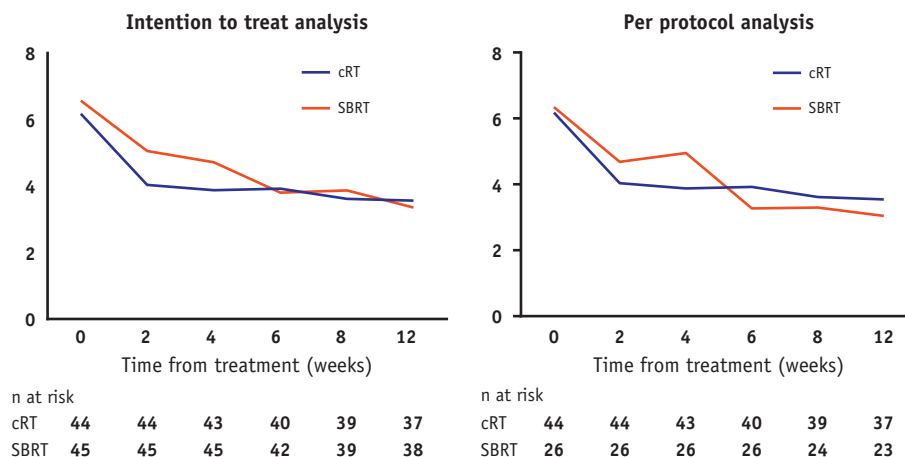 Intention to treat analysis
8
6
4
2
0
cRT
SBRT
0 2 4 6 8 12
Time from treatment (weeks)
n at risk
cRT 44 44 43 40 39 37
SBRT 45 45 45 42 39 38
Per protocol analysis
8
6
4
2
0
cRT
SBRT
0 2 4 6 8 12
Time from treatment (weeks)
n at risk
cRT 44 44 43 40 39 37
SBRT 26 26 26 26 24 23